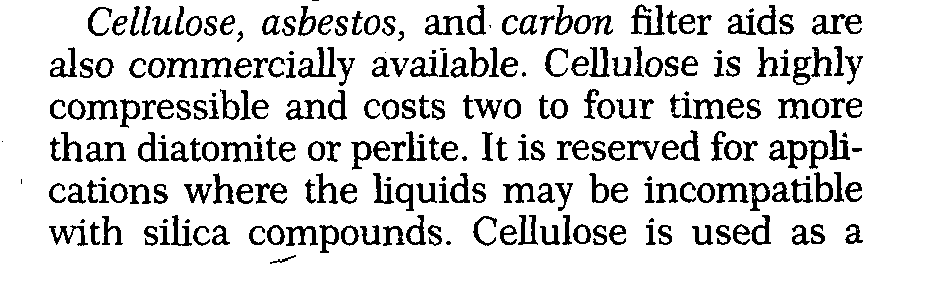 Cellulose, asbestos, and carbon filter aids are
also commercially available. Cellulose is highly
compressible and costs two to four times more
than diatomite or perlite. It is reserved for appli-
cations where the liquids may be incompatible
with silica compounds. Cellulose is used as a